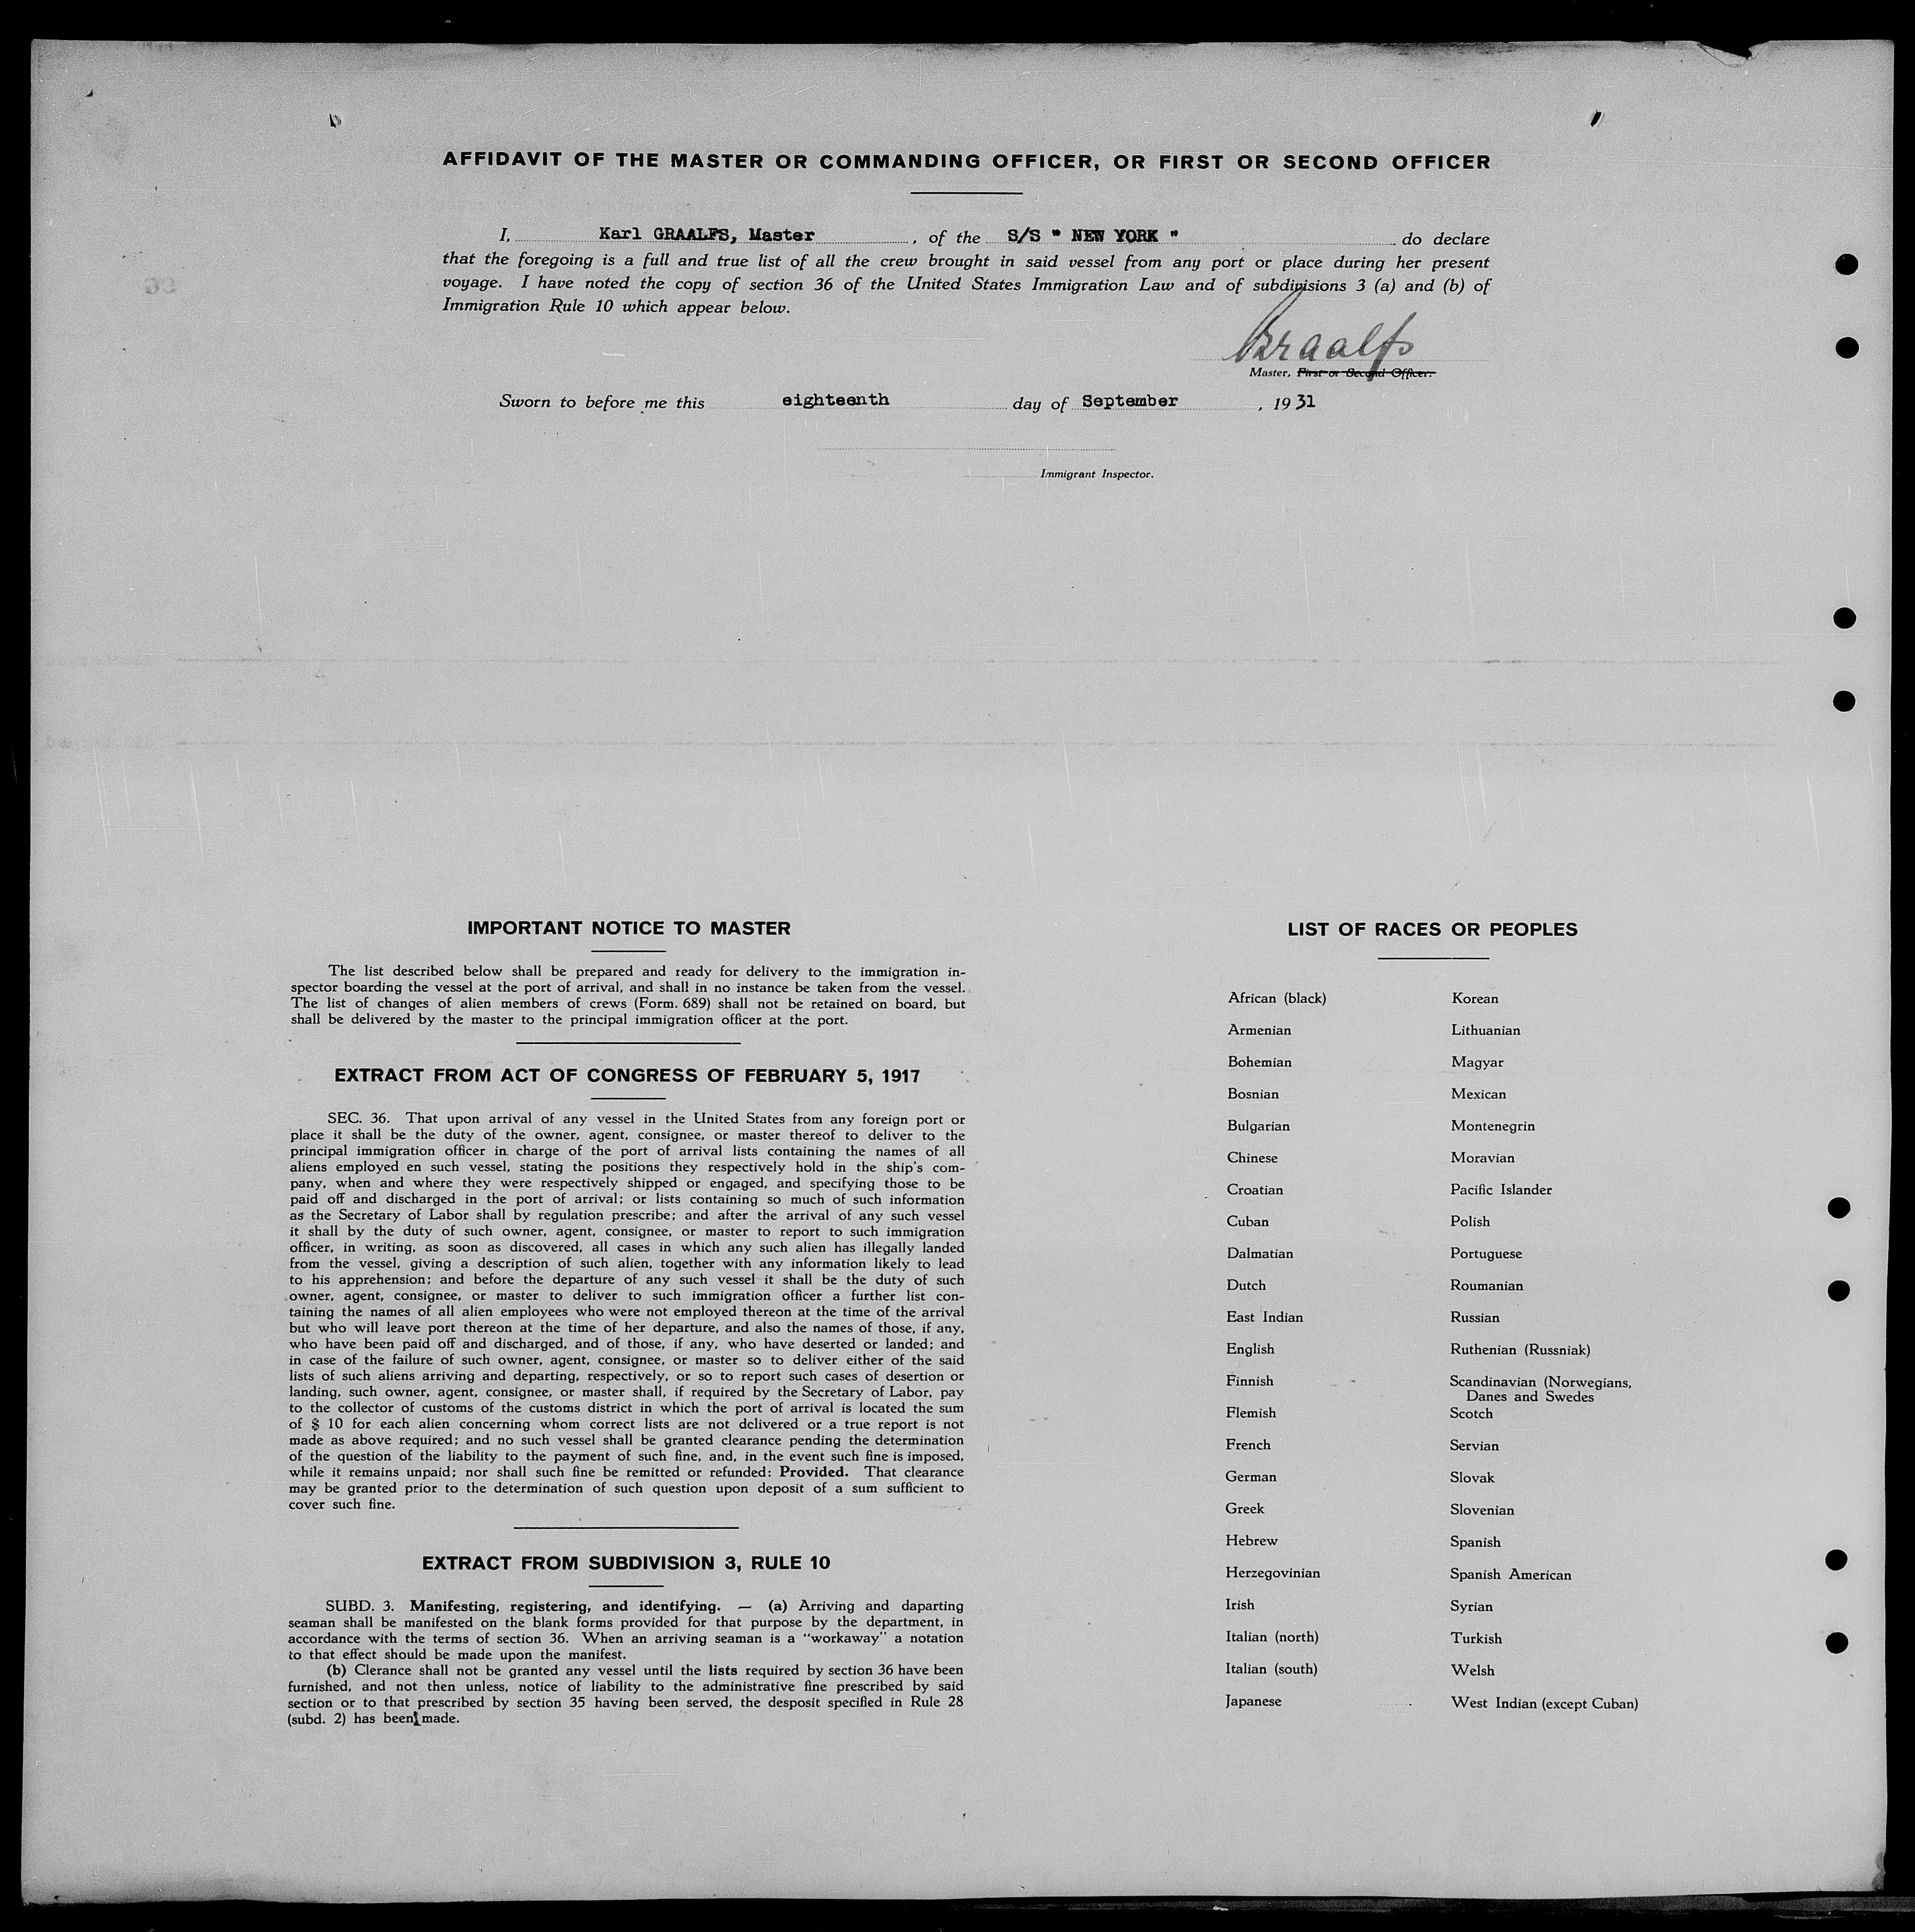 AFFIDAVIT OF THE MASTER OR COMMANDING OFFICER, OR FIRST OR SECOND OFFICER
I, Karl GRAALFS, Master , of the S/S " NEW YORK " do declare
that the foregoing is a full and true list of all the crew brought in said vessel from any port or place during her present
voyage. I have noted the copy of section 36 of the United States Immigration Law and of subdivisions 3 (a) and (b) of
Immigration Rule 10 which appear below.
Graalfs
Master, First or Second Officer.
Sworn to before me this eighteenth day of September , 1931
Immigrant Inspector.
IMPORTANT NOTICE TO MASTER
The list described below shall be prepared and ready for delivery to the immigration in-
spector boarding the vessel at the port of arrival, and shall in no instance be taken from the vessel.
The list of changes of alien members of crews (Form. 689) shall not be retained on board, but
shall be delivered by the master to the principal immigration officer at the port.
EXTRACT FROM ACT OF CONGRESS OF FEBRUARY 5, 1917
SEC. 36. That upon arrival of any vessel in the United States from any foreign port or
place it shall be the duty of the owner, agent, consignee, or master thereof to deliver to the
principal immigration officer in charge of the port of arrival lists containing the names of all
aliens employed en such vessel, stating the positions they respectively hold in the ship's com-
pany, when and where they were respectively shipped or engaged, and specifying those to be
paid off and discharged in the port of arrival; or lists containing so much of such information
as the Secretary of Labor shall by regulation prescribe; and after the arrival of any such vessel
it shall by the duty of such owner, agent, consignee, or master to report to such immigration
officer, in writing, as soon as discovered, all cases in which any such alien has illegally landed
from the vessel, giving a description of such alien, together with any information likely to lead
to his apprehension; and before the departure of any such vessel it shall be the duty of such
owner, agent, consignee, or master to deliver to such immigration officer a further list con-
taining the names of all alien employees who were not employed thereon at the time of the arrival
but who will leave port thereon at the time of her departure, and also the names of those, if any,
who have been paid off and discharged, and of those, if any, who have deserted or landed; and
in case of the failure of such owner, agent, consignee, or master so to deliver either of the said
lists of such aliens arriving and departing, respectively, or so to report such cases of desertion or
landing, such owner, agent, consignee, or master shall, if required by the Secretary of Labor, pay
to the collector of customs of the customs district in which the port of arrival is located the sum
of $ 10 for each alien concerning whom correct lists are not delivered or a true report is not
made as above required; and no such vessel shall be granted clearance pending the determination
of the question of the liability to the payment of such fine, and, in the event such fine is imposed,
while it remains unpaid; nor shall such fine be remitted or refunded: Provided. That clearance
may be granted prior to the determination of such question upon deposit of a sum sufficient to
cover such fine.
EXTRACT FROM SUBDIVISION 3, RULE 10
SUBD. 3. Manifesting, registering, and identifying. — (a) Arriving and daparting
seaman shall be manifested on the blank forms provided for that purpose by the department, in
accordance with the terms of section 36. When an arriving seaman is a "workaway" a notation
to that effect should be made upon the manifest.
(b) Clerance shall not be granted any vessel until the lists required by section 36 have been
furnished, and not then unless, notice of liability to the administrative fine prescribed by said
section or to that prescribed by section 35 having been served, the desposit specified in Rule 28
(subd. 2) has been made.
LIST OF RACES OR PEOPLES
African (black)
Armenian
Bohemian
Bosnian
Bulgarian
Chinese
Croatian
Cuban
Dalmatian
Dutch
East Indian
English
Finnish
Flemish
French
German
Greek
Hebrew
Herzegovinian
Irish
Italian (north)
Italian (south)
Japanese
Korean
Lithuanian
Magyar
Mexican
Montenegrin
Moravian
Pacific Islander
Polish
Portuguese
Roumanian
Russian
Ruthenian (Russniak)
Scandinavian (Norwegians,
Danes and Swedes
Scotch
Servian
Slovak
Slovenian
Spanish
Spanish American
Syrian
Turkish
Welsh
West Indian (except Cuban)